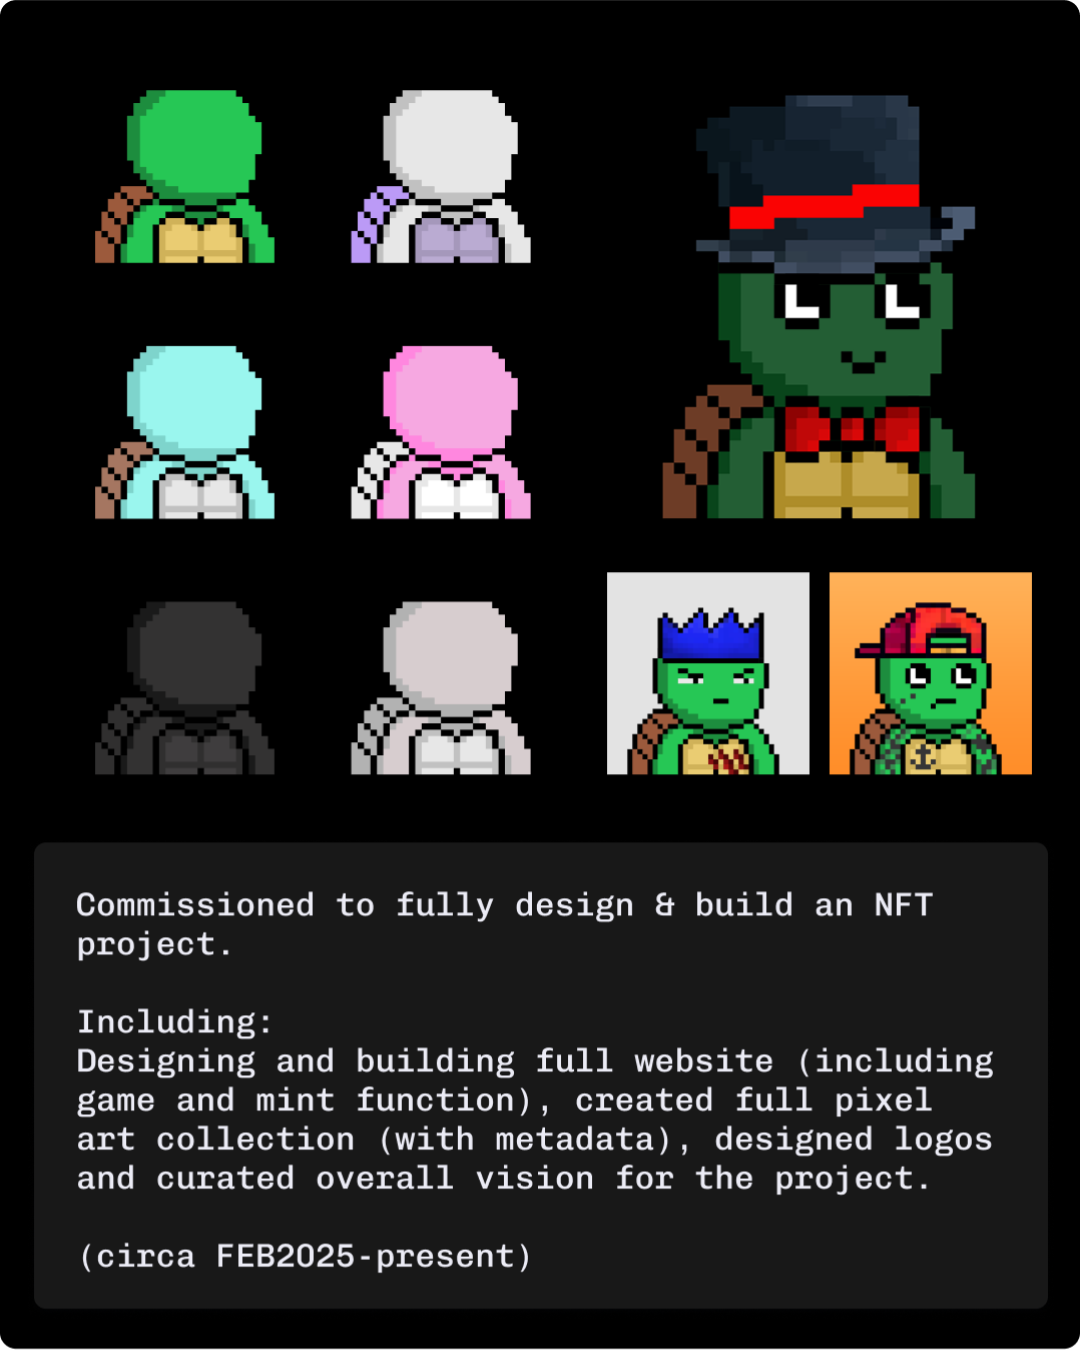 Commissioned to fully design & build an NFT
project.
Including:
Designing and building full website (including
game and mint function), created full pixel
art collection (with metadata), designed logos
and curated overall vision for the project.
(circa FEB2025-present)